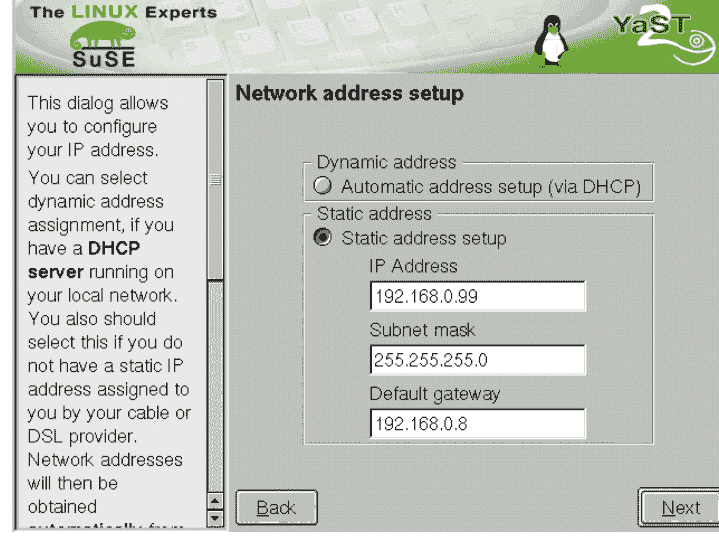 The LINUX Experts
SuSE
YaST
2
This dialog allows
you to configure
your IP address.
You can select
dynamic address
assignment, if you
have a DHCP
server running on
your local network.
You also should
select this if you do
not have a static IP
address assigned to
you by your cable or
DSL provider.
Network addresses
will then be
obtained
automatically from
Network address setup
Dynamic address
Automatic address setup (via DHCP)
Static address
Static address setup
IP Address
192.168.0.99
Subnet mask
255.255.255.0
Default gateway
192.168.0.8
Back
Next